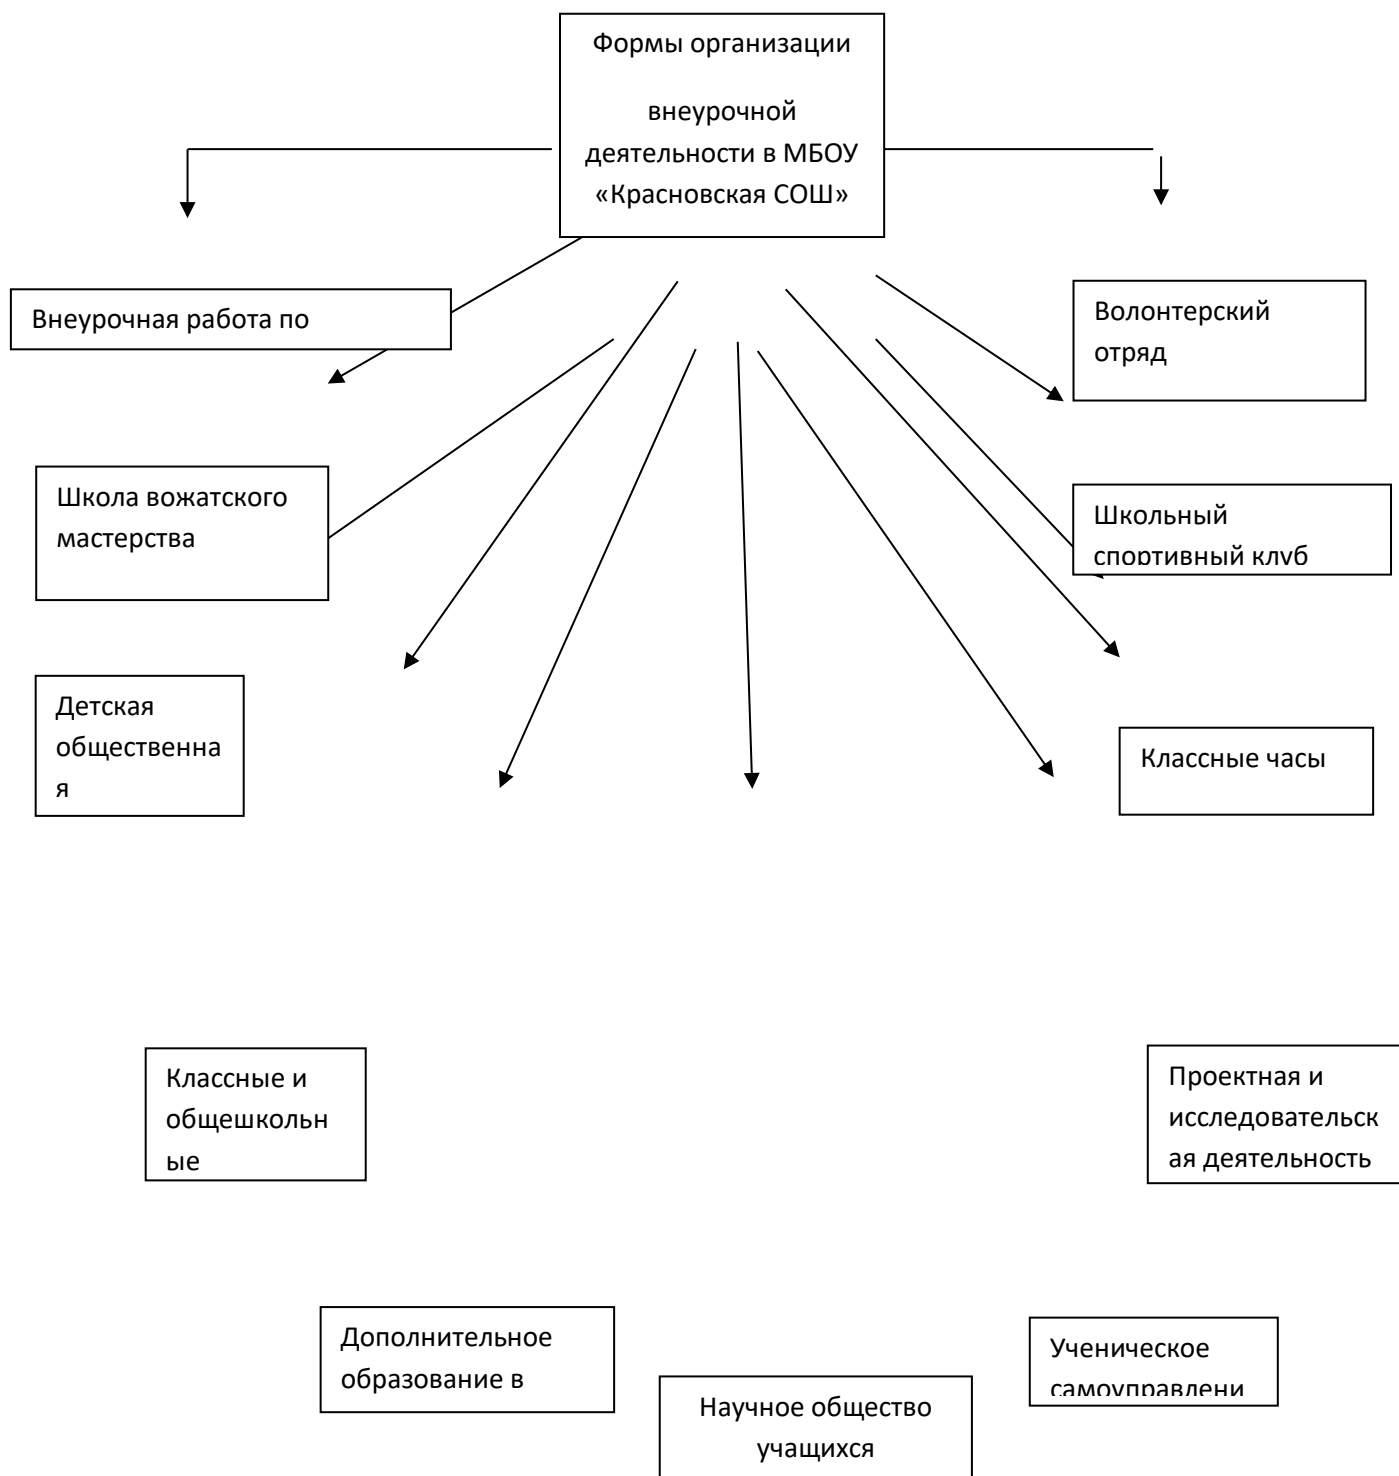 Формы организации
внеурочной
деятельности в МБОУ
«Красновская СОШ»
Внеурочная работа по
Волонтерский
отряд
Школа вожатского
мастерства
Школьный
спортивный клуб
Детская
общественна
я
Классные часы
Классные и
общешкольн
ые
Проектная и
исследовательск
ая деятельность
Дополнительное
образование в
Ученическое
самоуправлени
Научное общество
учащихся